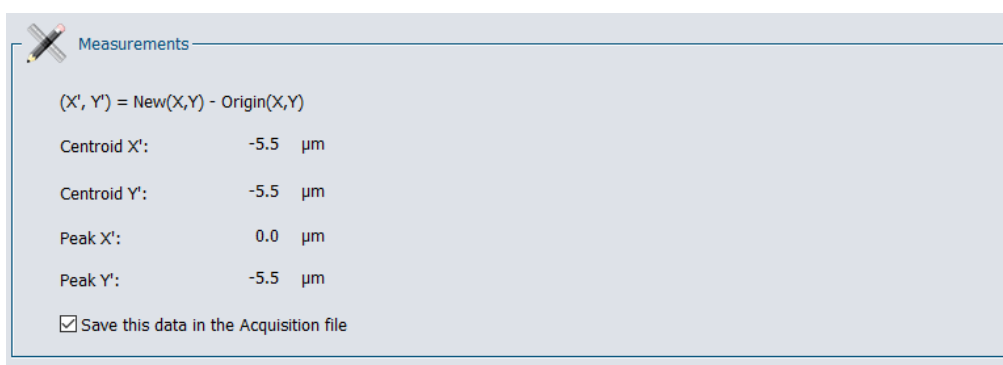 Measurements
(X', Y') = New(X,Y) - Origin(X,Y)
Centroid X': -5.5 µm
Centroid Y': -5.5 µm
Peak X': 0.0 µm
Peak Y': -5.5 µm
Save this data in the Acquisition file